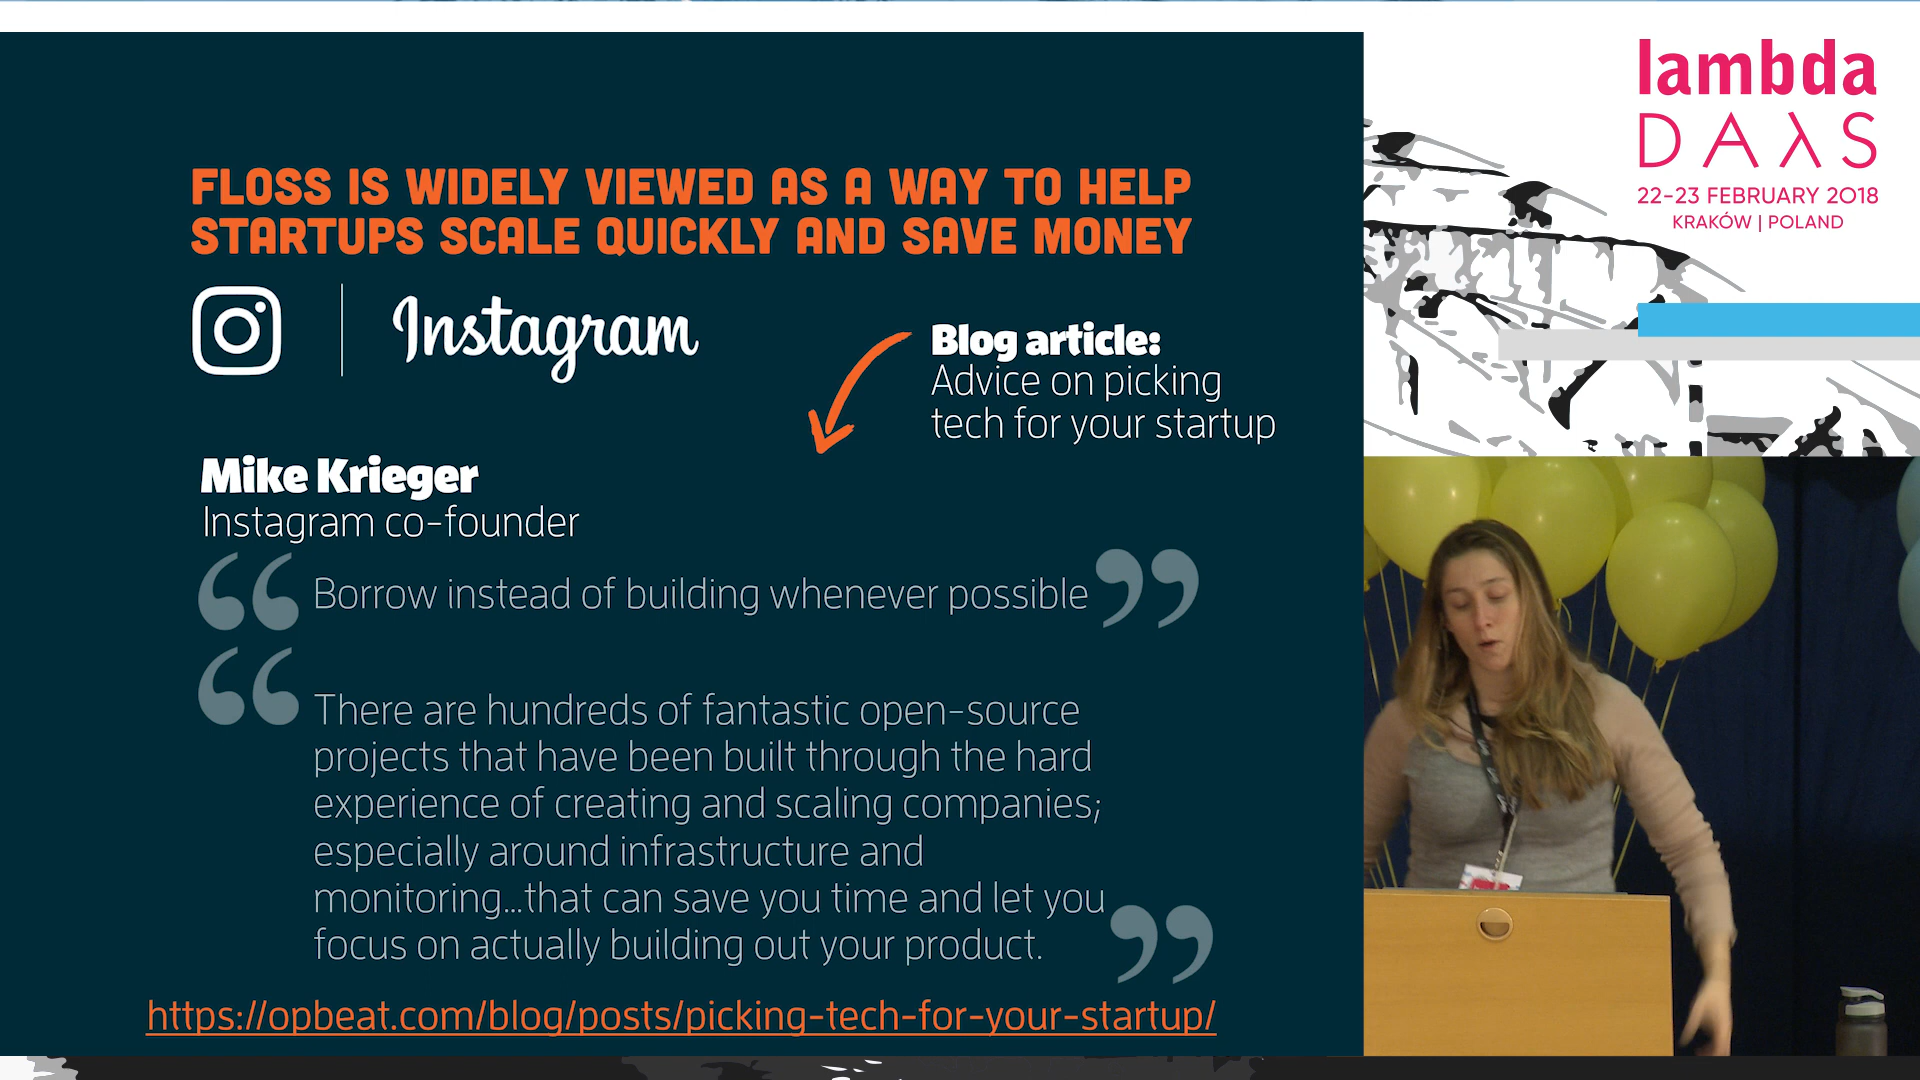 FLOSS IS WIDELY VIEWED AS A WAY TO HELP
STARTUPS SCALE QUICKLY AND SAVE MONEY
Instagram
Blog article:
Advice on picking
tech for your startup
Mike Krieger
Instagram co-founder
“Borrow instead of building whenever possible”
“There are hundreds of fantastic open-source
projects that have been built through the hard
experience of creating and scaling companies;
especially around infrastructure and
monitoring...that can save you time and let you
focus on actually building out your product.”
https://opbeat.com/blog/posts/picking-tech-for-your-startup/
lambda
DAλS
22-23 FEBRUARY 2018
KRAKÓW | POLAND